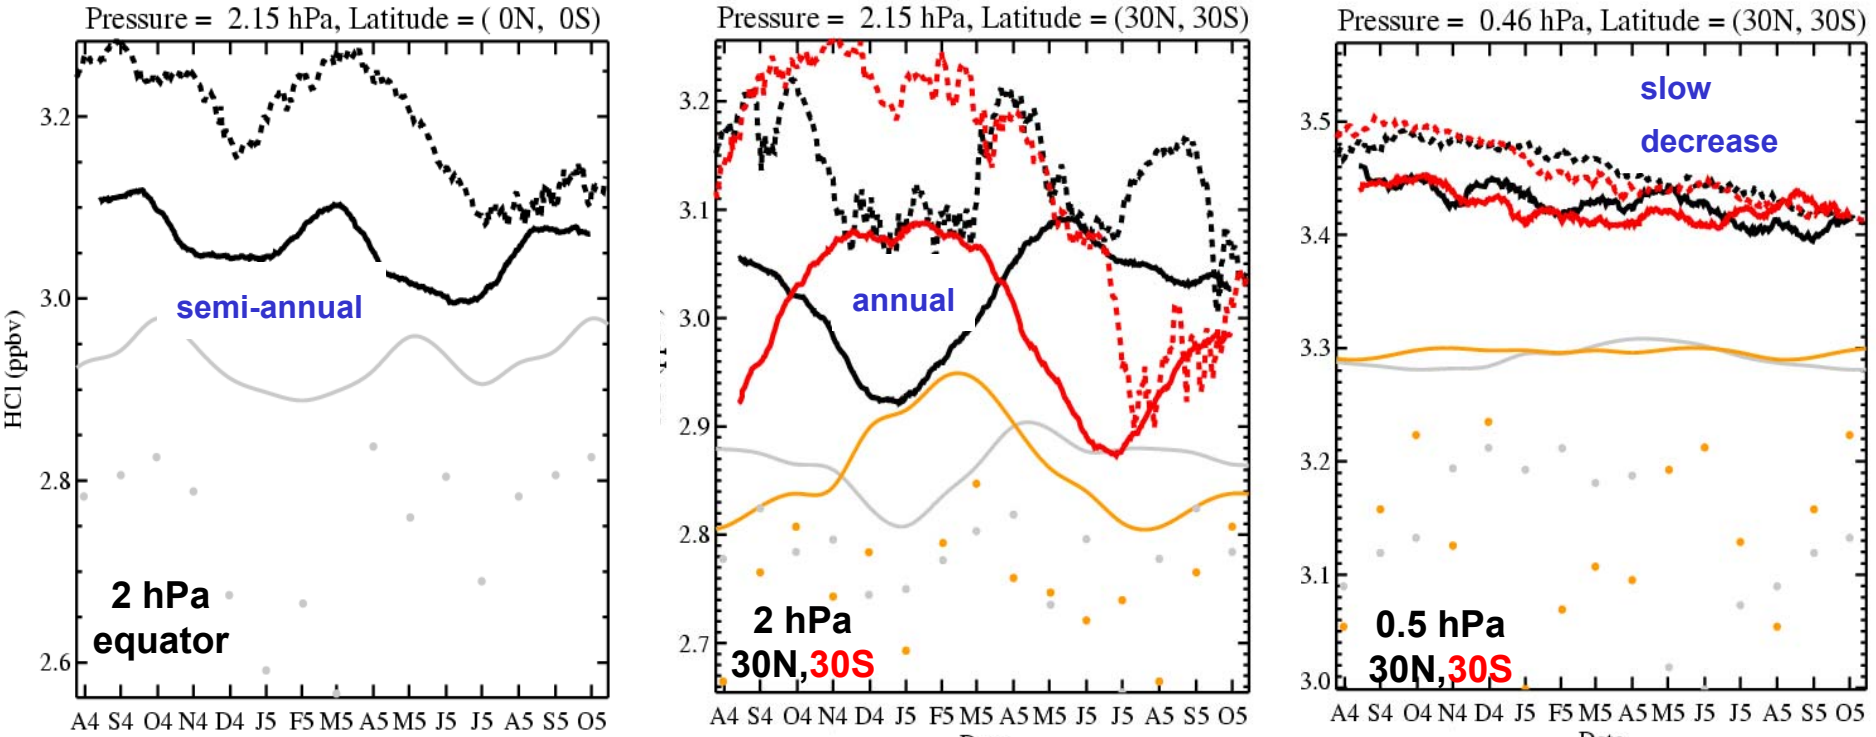 Pressure = 2.15 hPa, Latitude = ( 0N, 0S)
HCl (ppbv)
3.2
3.0
2.8
2.6
semi-annual
2 hPa
equator
A4 S4 O4 N4 D4 J5 F5 M5 A5 M5 J5 J5 A5 S5 O5
Pressure = 2.15 hPa, Latitude = (30N, 30S)
3.2
3.1
3.0
2.9
2.8
2.7
annual
2 hPa
30N,30S
A4 S4 O4 N4 D4 J5 F5 M5 A5 M5 J5 J5 A5 S5 O5
Pressure = 0.46 hPa, Latitude = (30N, 30S)
3.5
3.4
3.3
3.2
3.1
3.0
slow
decrease
0.5 hPa
30N,30S
A4 S4 O4 N4 D4 J5 F5 M5 A5 M5 J5 J5 A5 S5 O5